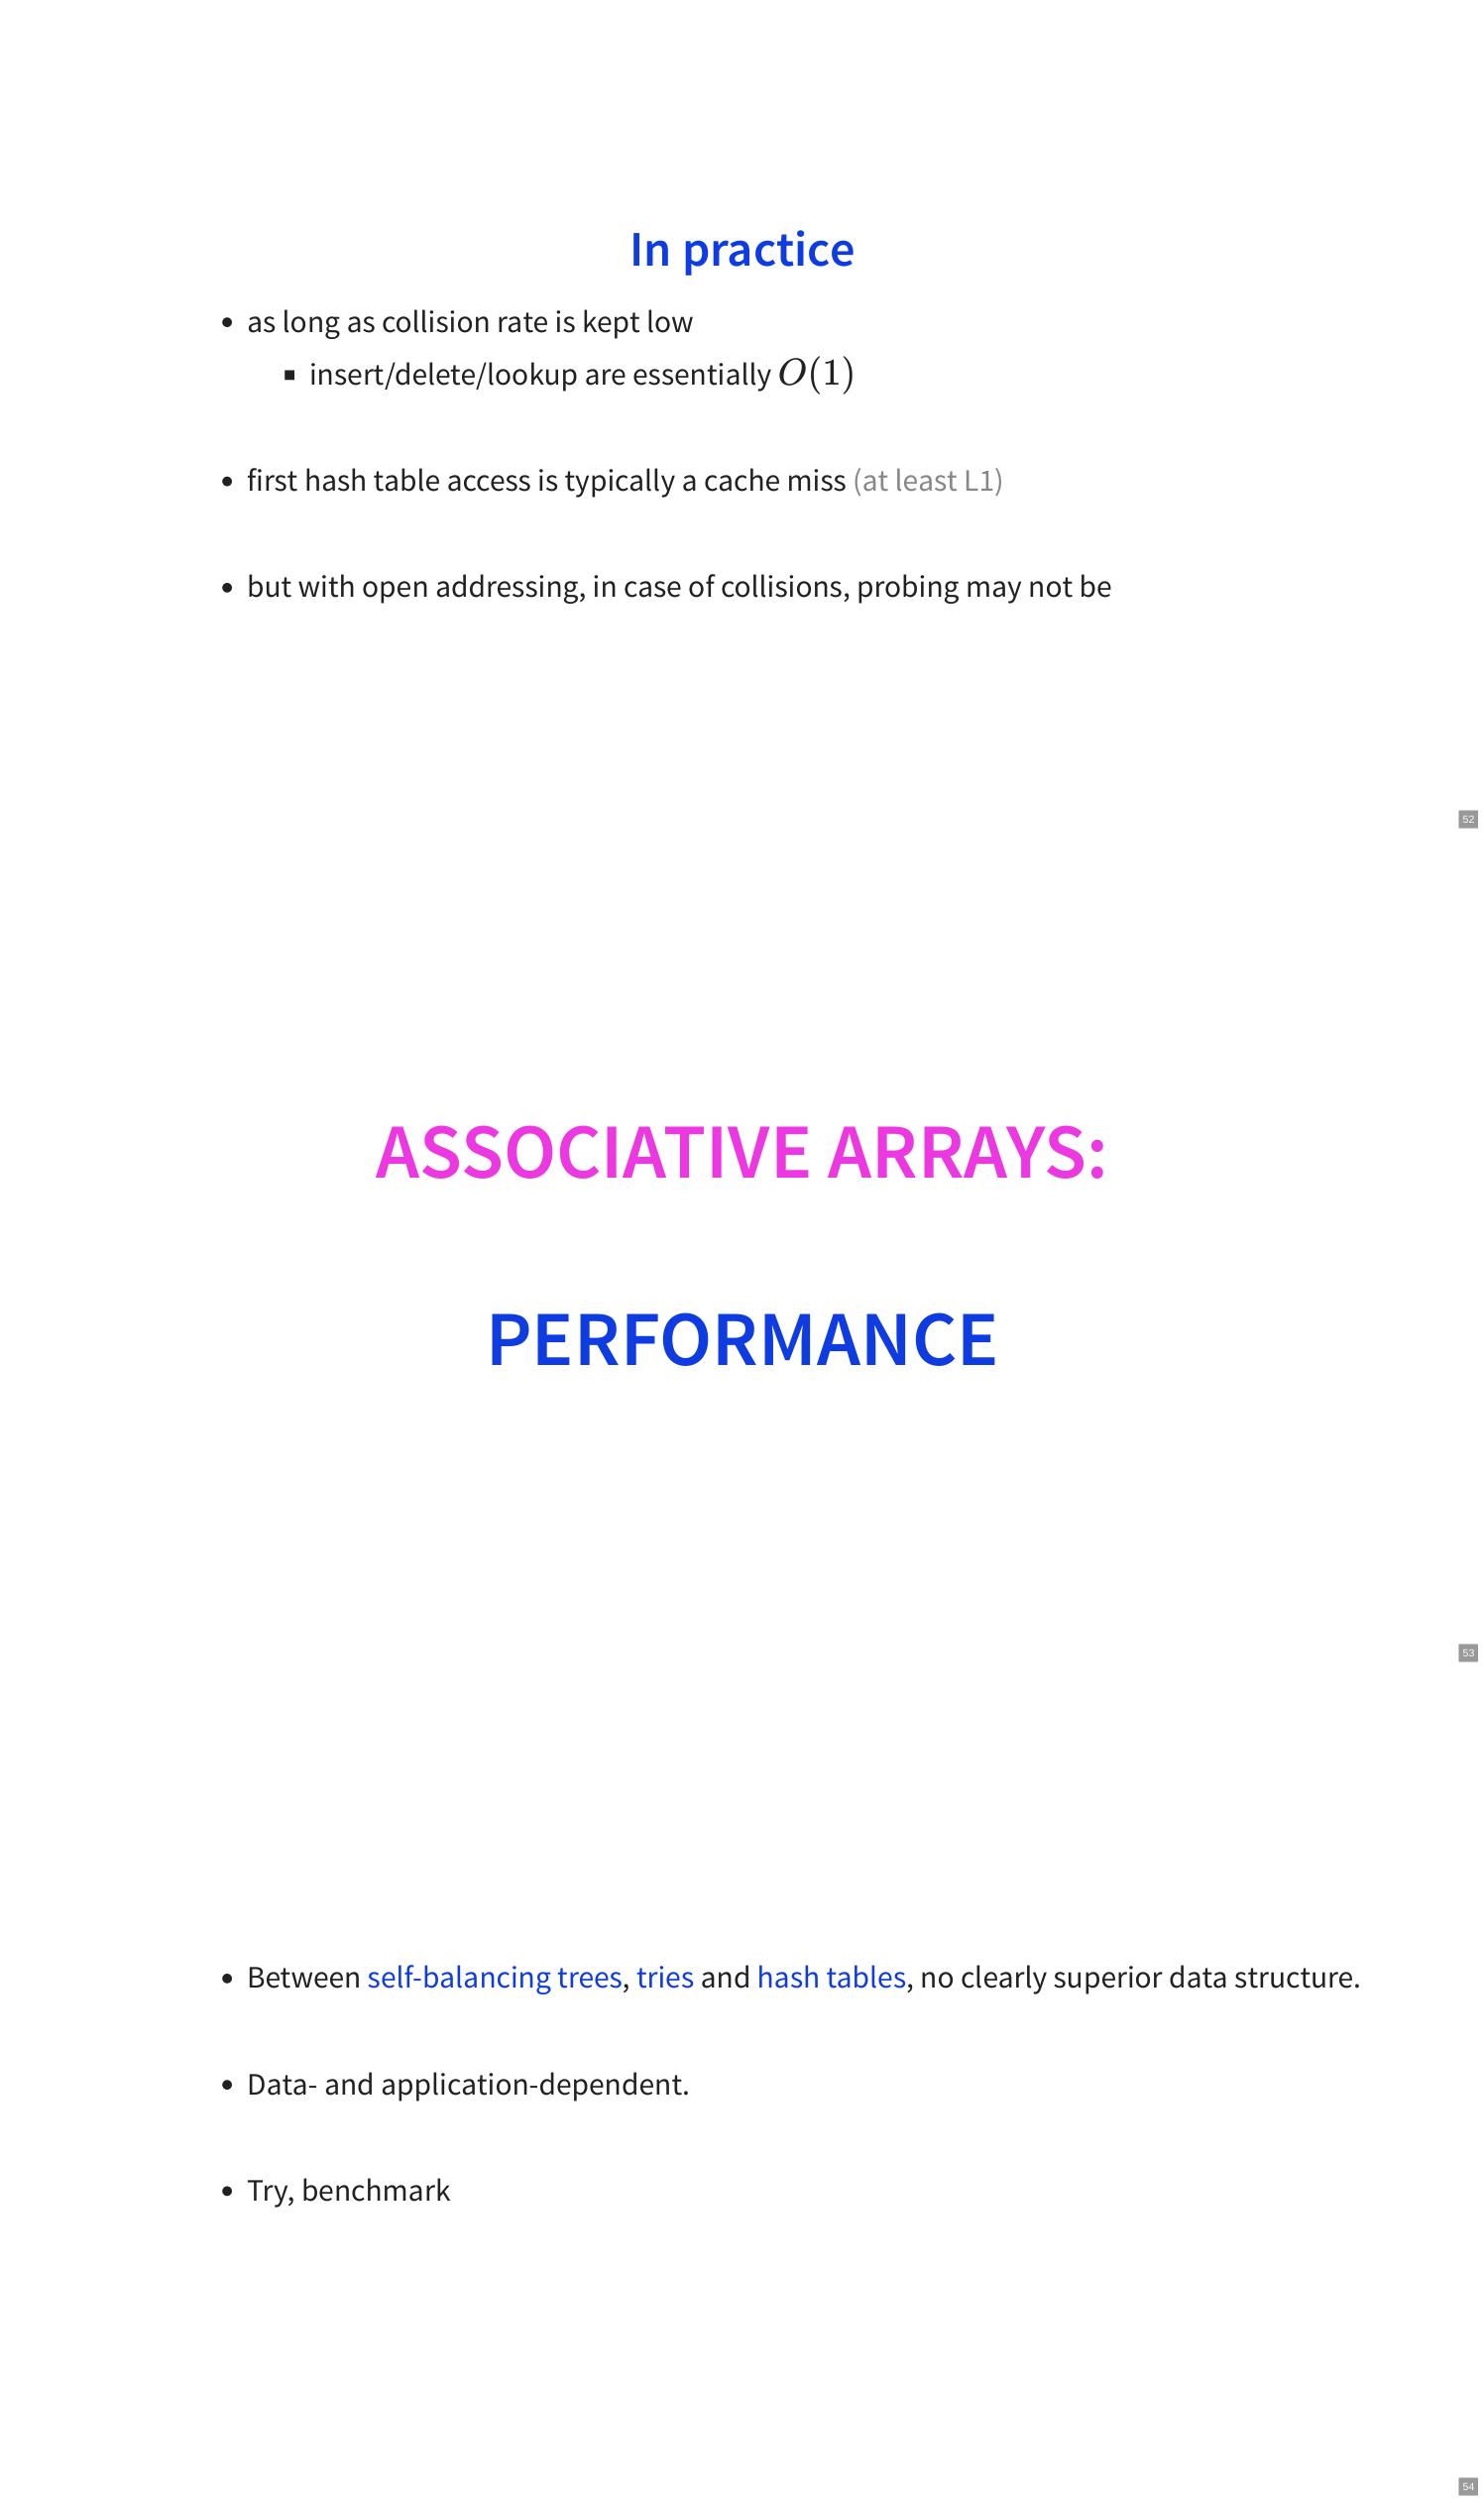 In practice
• as long as collision rate is kept low
▪ insert/delete/lookup are essentially O(1)
• first hash table access is typically a cache miss (at least L1)
• but with open addressing, in case of collisions, probing may not be
52
ASSOCIATIVE ARRAYS:
PERFORMANCE
53
• Between self-balancing trees, tries and hash tables, no clearly superior data structure.
• Data- and application-dependent.
• Try, benchmark
54